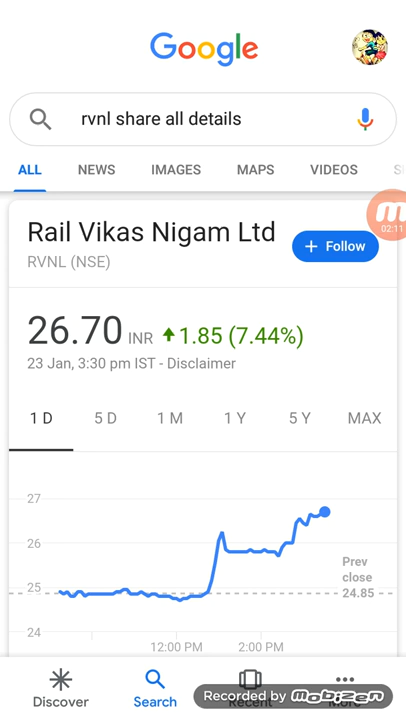 Google
rvnl share all details
ALL NEWS IMAGES MAPS VIDEOS S
02:11
Rail Vikas Nigam Ltd
+ Follow
RVNL (NSE)
26.70 INR ↑ 1.85 (7.44%)
23 Jan, 3:30 pm IST - Disclaimer
1 D 5 D 1 M 1 Y 5 Y MAX
27
26
25
24
Prev
close
24.85
12:00 PM 2:00 PM
Discover Search Recent More
Recorded by mobizen